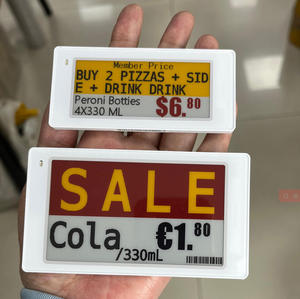 Member Price
BUY 2 PIZZAS + SID
E + DRINK DRINK
Peroni Botties
4X330 ML
$6.80
SALE
Cola
/330mL
€1.80